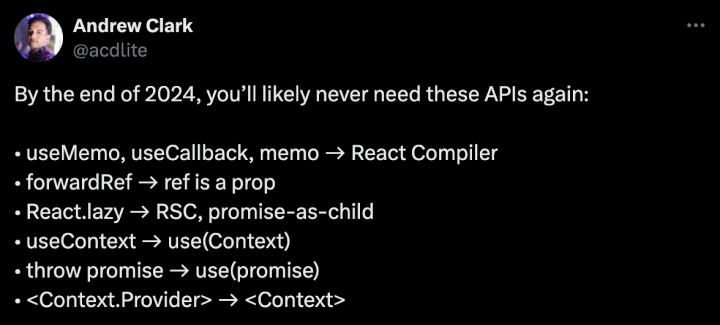 Andrew Clark
@acdlite
By the end of 2024, you’ll likely never need these APIs again:
• useMemo, useCallback, memo → React Compiler
• forwardRef → ref is a prop
• React.lazy → RSC, promise-as-child
• useContext → use(Context)
• throw promise → use(promise)
• <Context.Provider> → <Context>